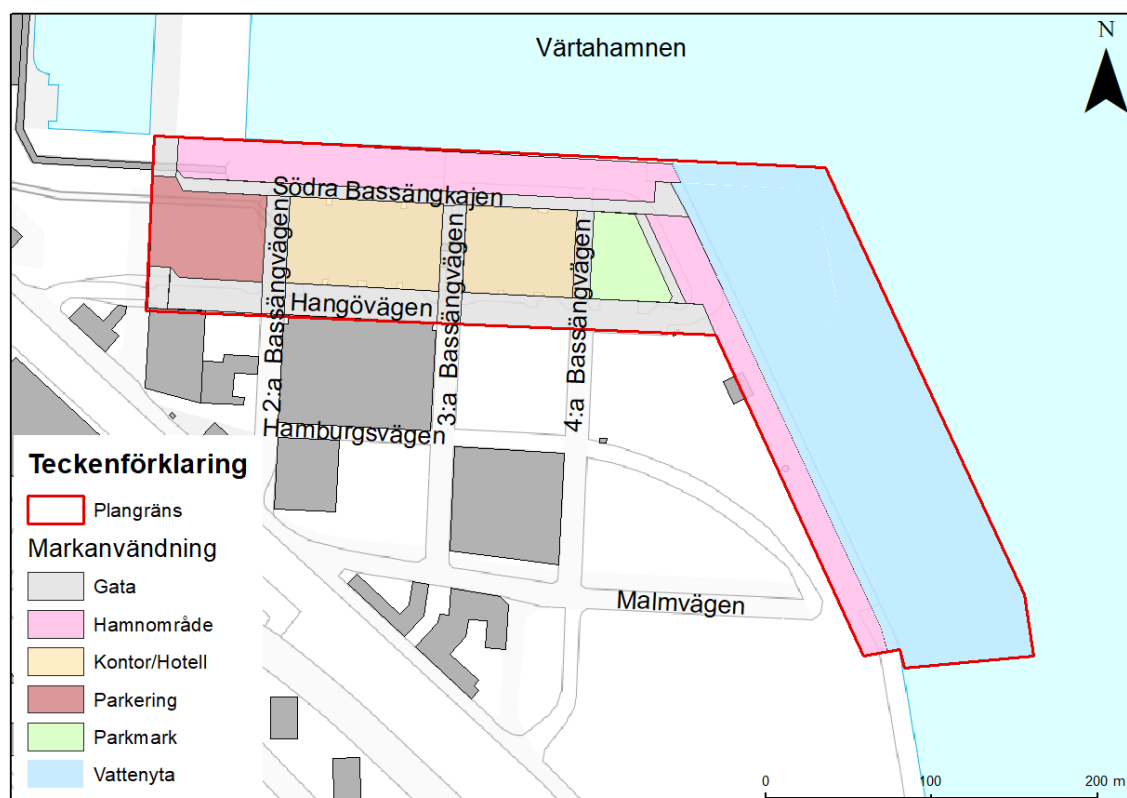 Värtahamnen
N
Södra Bassängkajen
2:a Bassängvägen
3:a Bassängvägen
4:a Bassängvägen
Hangövägen
Hamburgsvägen
Malmvägen
Teckenförklaring
Plangräns
Markanvändning
Gata
Hamnområde
Kontor/Hotell
Parkering
Parkmark
Vattenyta
0 100 200 m